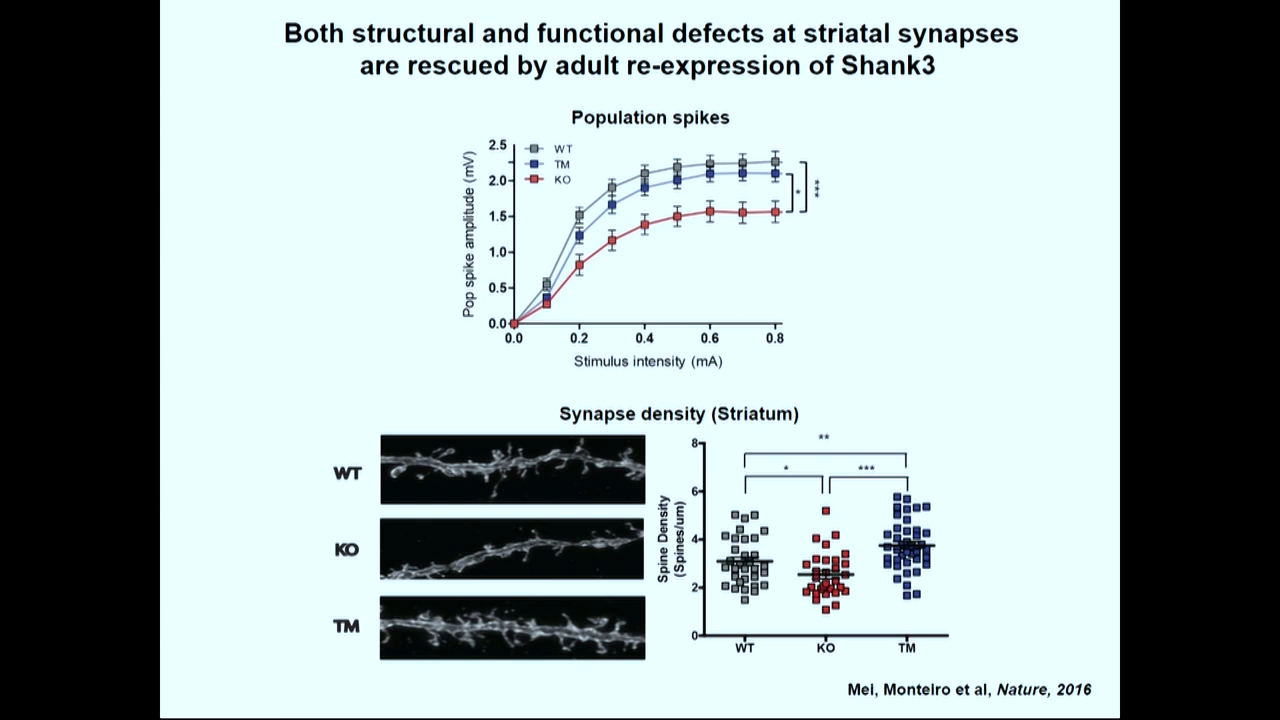 Both structural and functional defects at striatal synapses
are rescued by adult re-expression of Shank3
Population spikes
Pop spike amplitude (mV)
2.5
2.0
1.5
1.0
0.5
0.0
WT
TM
KO
*
***
0.0 0.2 0.4 0.6 0.8
Stimulus intensity (mA)
Synapse density (Striatum)
WT
KO
TM
Spine Density
(Spines/um)
8
6
4
2
0
**
* ***
WT KO TM
Mei, Monteiro et al, Nature, 2016